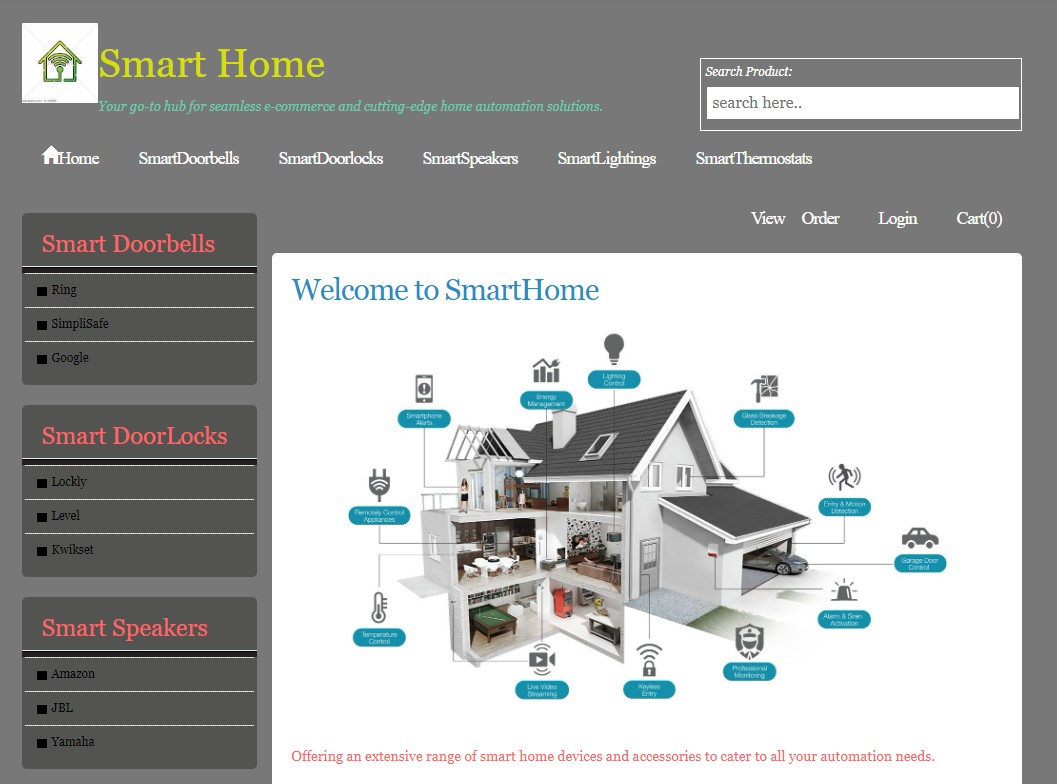 Smart Home
Your go-to hub for seamless e-commerce and cutting-edge home automation solutions.
Search Product:
search here..
Home SmartDoorbells SmartDoorlocks SmartSpeakers SmartLightings SmartThermostats
View Order Login Cart(0)
Smart Doorbells
Ring
SimpliSafe
Google
Smart DoorLocks
Lockly
Level
Kwikset
Smart Speakers
Amazon
JBL
Yamaha
Welcome to SmartHome
Lighting
Control
Energy
Management
Smartphone
Alerts
Glass Breakage
Detection
Remotely Control
Appliances
Entry & Motion
Detection
Garage Door
Control
Alarm & Siren
Activation
Temperature
Control
Professional
Monitoring
Live Video
Streaming
Keyless
Entry
Offering an extensive range of smart home devices and accessories to cater to all your automation needs.